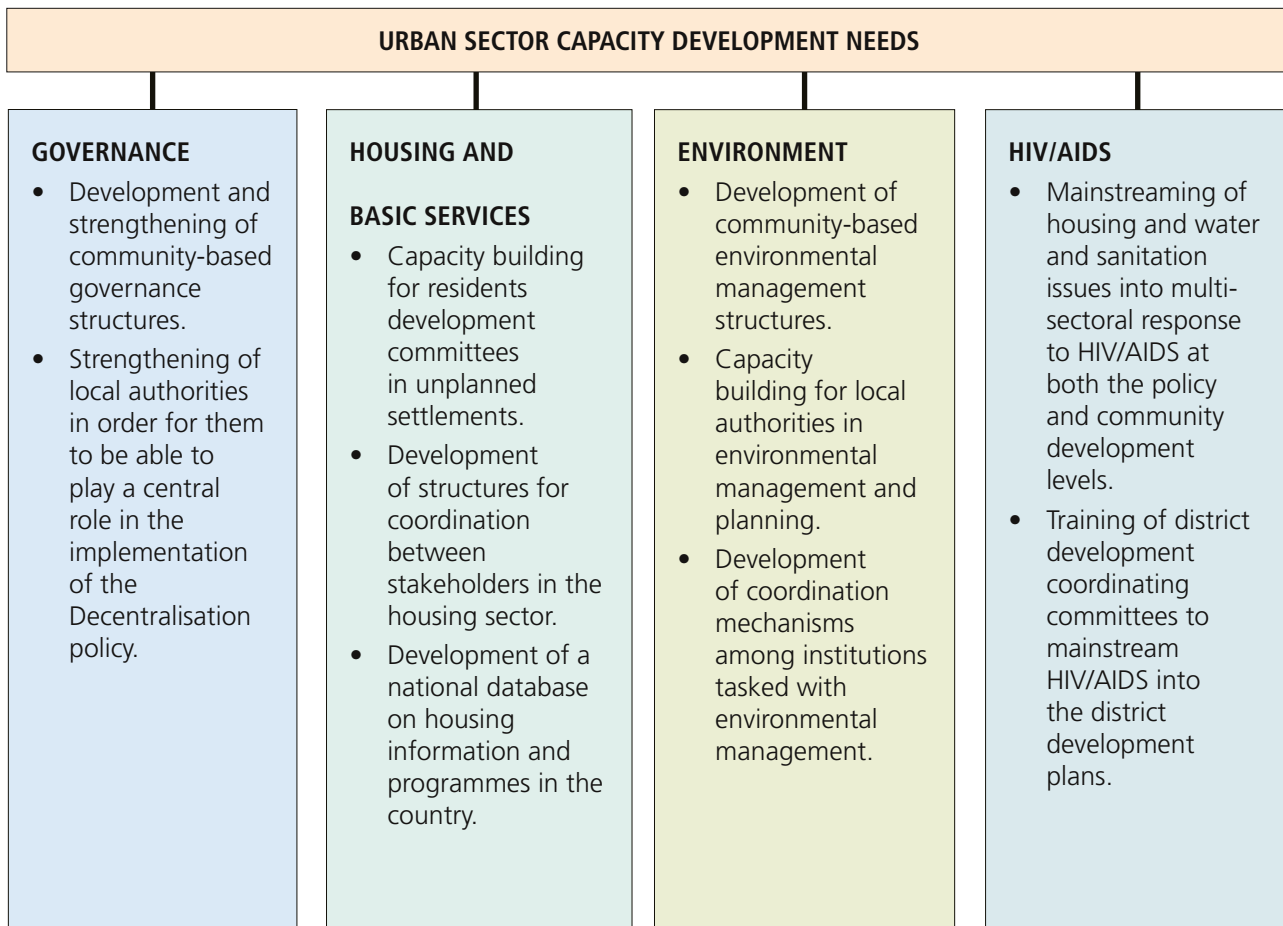 URBAN SECTOR CAPACITY DEVELOPMENT NEEDS
GOVERNANCE
• Development and
strengthening of
community-based
governance
structures.
• Strengthening of
local authorities
in order for them
to be able to
play a central
role in the
implementation
of the
Decentralisation
policy.
HOUSING AND
BASIC SERVICES
• Capacity building
for residents
development
committees
in unplanned
settlements.
• Development
of structures for
coordination
between
stakeholders in the
housing sector.
• Development of a
national database
on housing
information and
programmes in the
country.
ENVIRONMENT
• Development of
community-based
environmental
management
structures.
• Capacity
building for local
authorities in
environmental
management and
planning.
• Development
of coordination
mechanisms
among institutions
tasked with
environmental
management.
HIV/AIDS
• Mainstreaming of
housing and water
and sanitation
issues into multi-
sectoral response
to HIV/AIDS at
both the policy
and community
development
levels.
• Training of district
development
coordinating
committees to
mainstream
HIV/AIDS into
the district
development
plans.